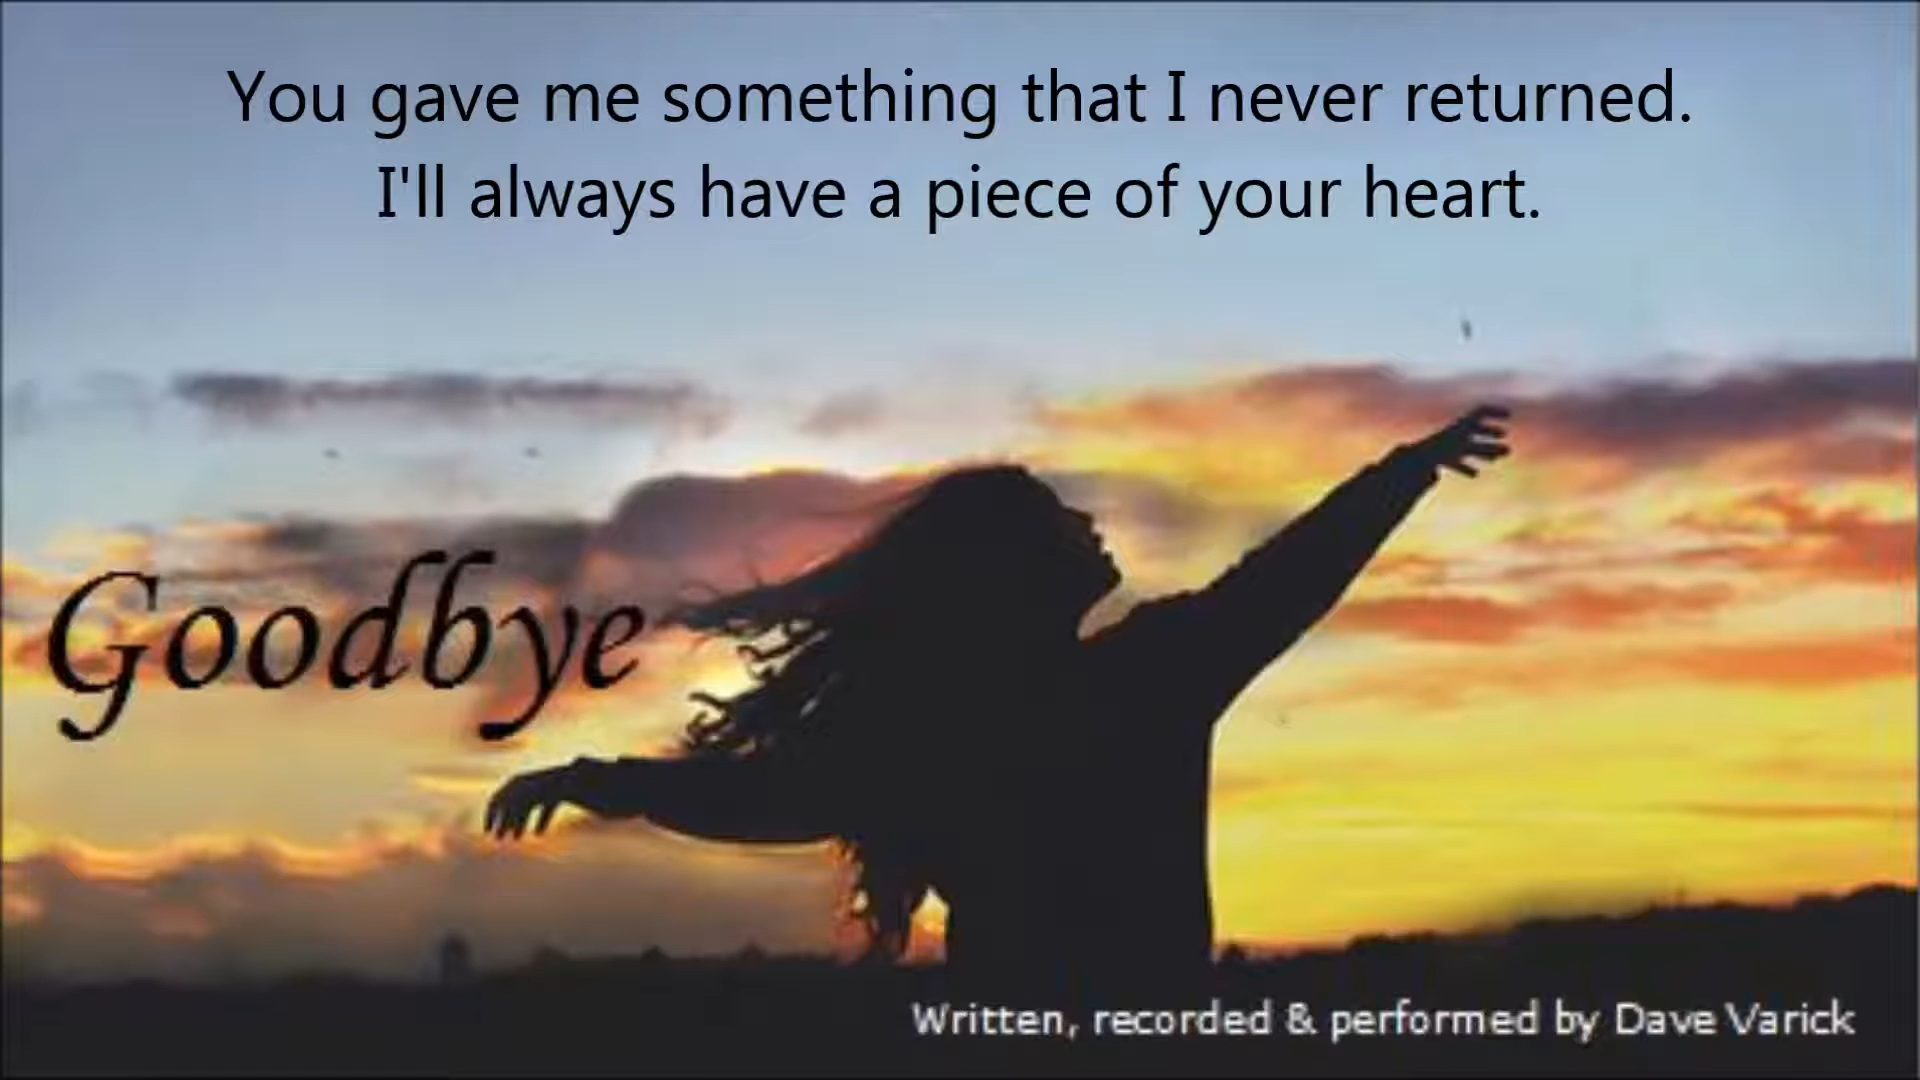 You gave me something that I never returned.
I'll always have a piece of your heart.
Goodbye
Written, recorded & performed by Dave Varick